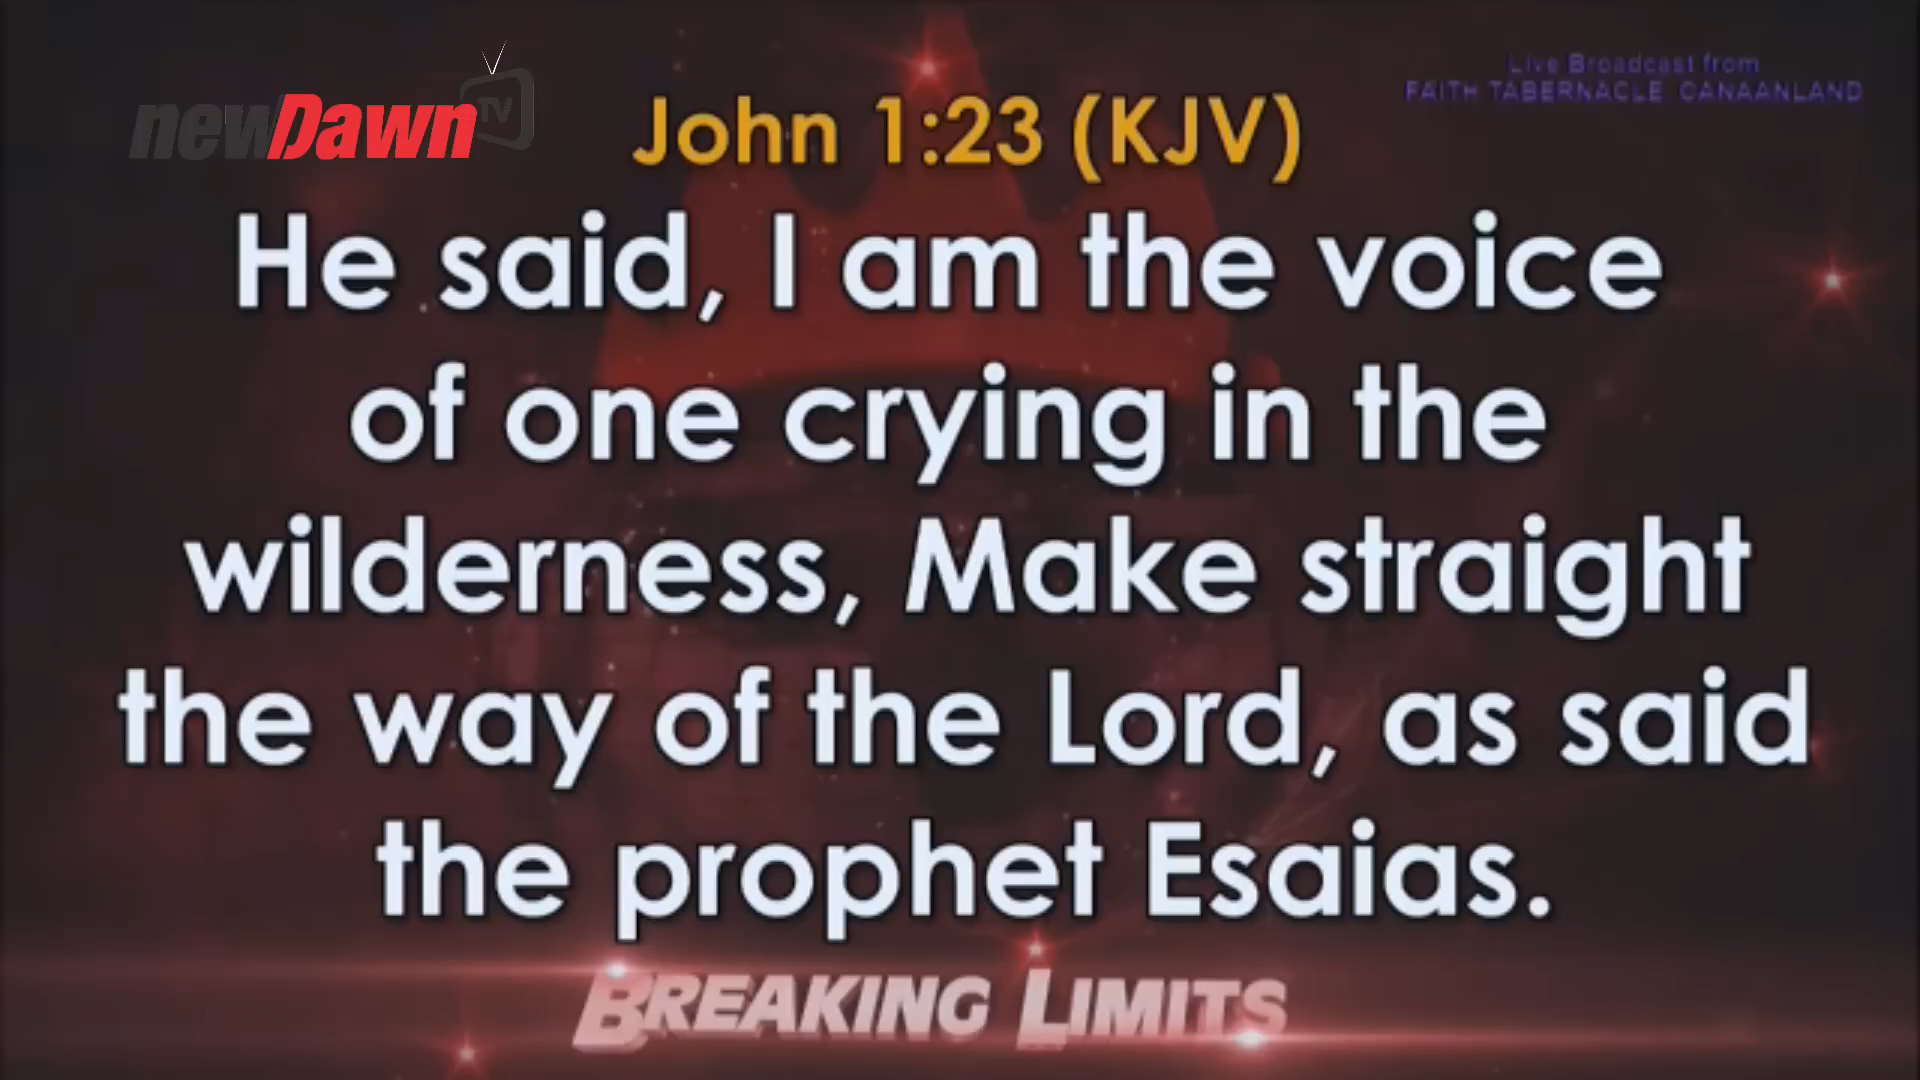 newDawn TV
Live Broadcast from
FAITH TABERNACLE CANAANLAND
John 1:23 (KJV)
He said, I am the voice
of one crying in the
wilderness, Make straight
the way of the Lord, as said
the prophet Esaias.
BREAKING LIMITS